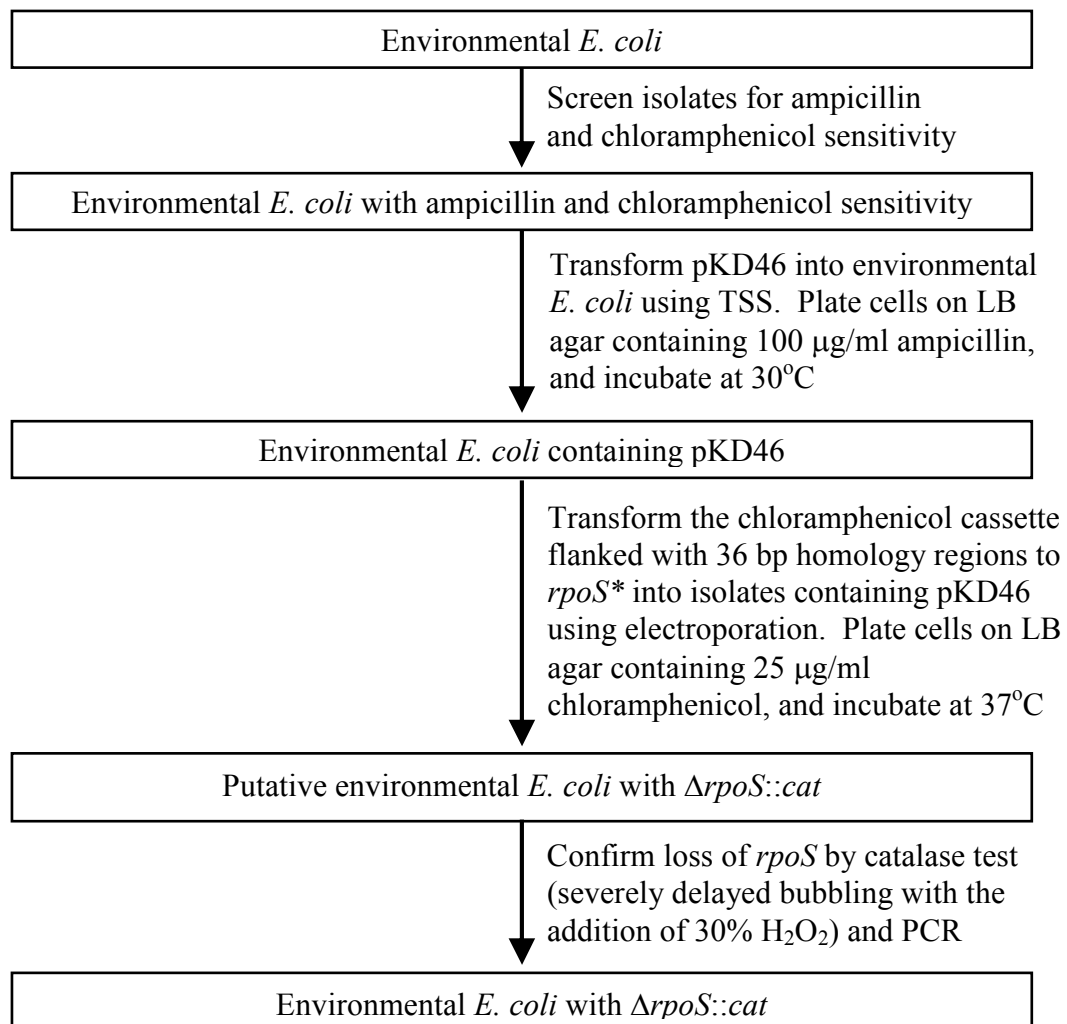 Environmental E. coli
Screen isolates for ampicillin
and chloramphenicol sensitivity
Environmental E. coli with ampicillin and chloramphenicol sensitivity
Transform pKD46 into environmental
E. coli using TSS.  Plate cells on LB
agar containing 100 μg/ml ampicillin,
and incubate at 30°C
Environmental E. coli containing pKD46
Transform the chloramphenicol cassette
flanked with 36 bp homology regions to
rpoS* into isolates containing pKD46
using electroporation.  Plate cells on LB
agar containing 25 μg/ml
chloramphenicol, and incubate at 37°C
Putative environmental E. coli with ΔrpoS::cat
Confirm loss of rpoS by catalase test
(severely delayed bubbling with the
addition of 30% H₂O₂) and PCR
Environmental E. coli with ΔrpoS::cat